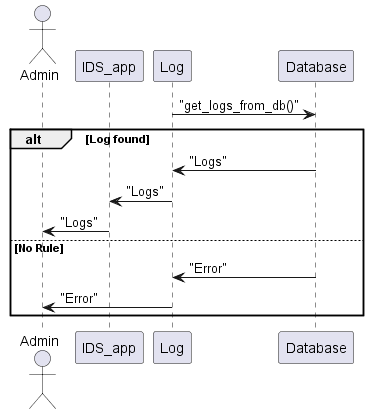 Admin
IDS_app
Log
Database
"get_logs_from_db()"
alt
[Log found]
"Logs"
"Logs"
"Logs"
[No Rule]
"Error"
"Error"
Admin
IDS_app
Log
Database